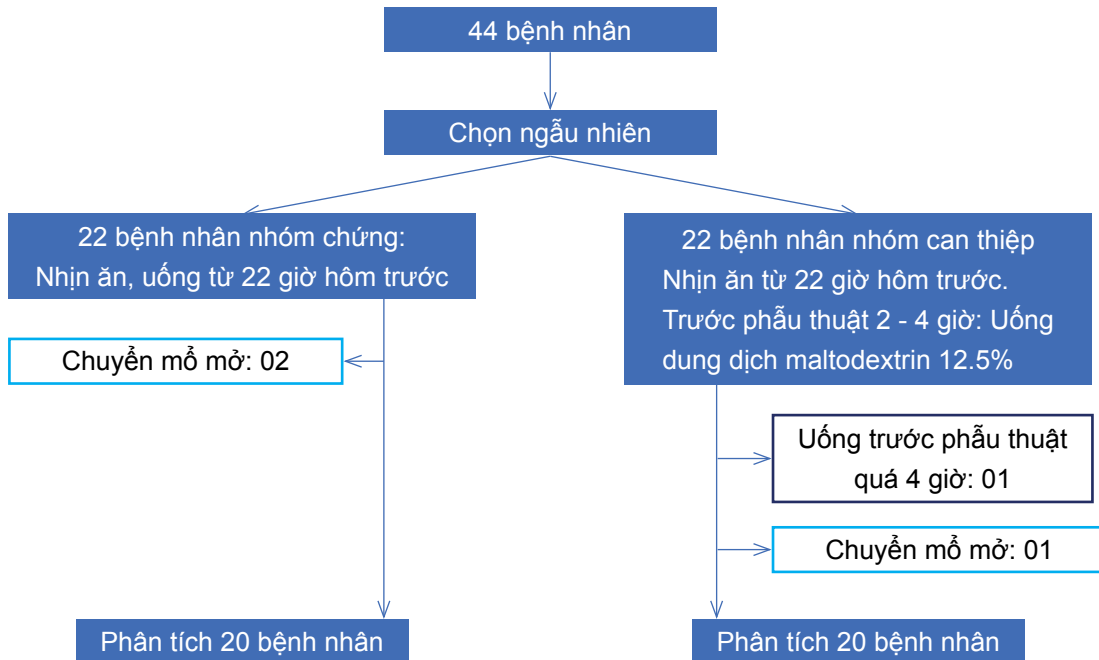 44 bệnh nhân
Chọn ngẫu nhiên
22 bệnh nhân nhóm chứng:
Nhịn ăn, uống từ 22 giờ hôm trước
22 bệnh nhân nhóm can thiệp
Nhịn ăn từ 22 giờ hôm trước.
Trước phẫu thuật 2 - 4 giờ: Uống
dung dịch maltodextrin 12.5%
Chuyển mổ mở: 02
Uống trước phẫu thuật
quá 4 giờ: 01
Chuyển mổ mở: 01
Phân tích 20 bệnh nhân
Phân tích 20 bệnh nhân